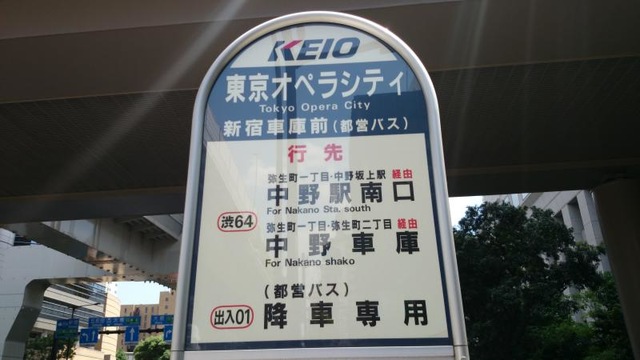 KEIO
東京オペラシティ
Tokyo Opera City
新宿車庫前(都営バス)
行先
弥生町一丁目・中野坂上駅 経由
中野駅南口
For Nakano Sta. south
渋64
弥生町一丁目・弥生町二丁目 経由
中野車庫
For Nakano shako
(都営バス)
出入01 降車専用